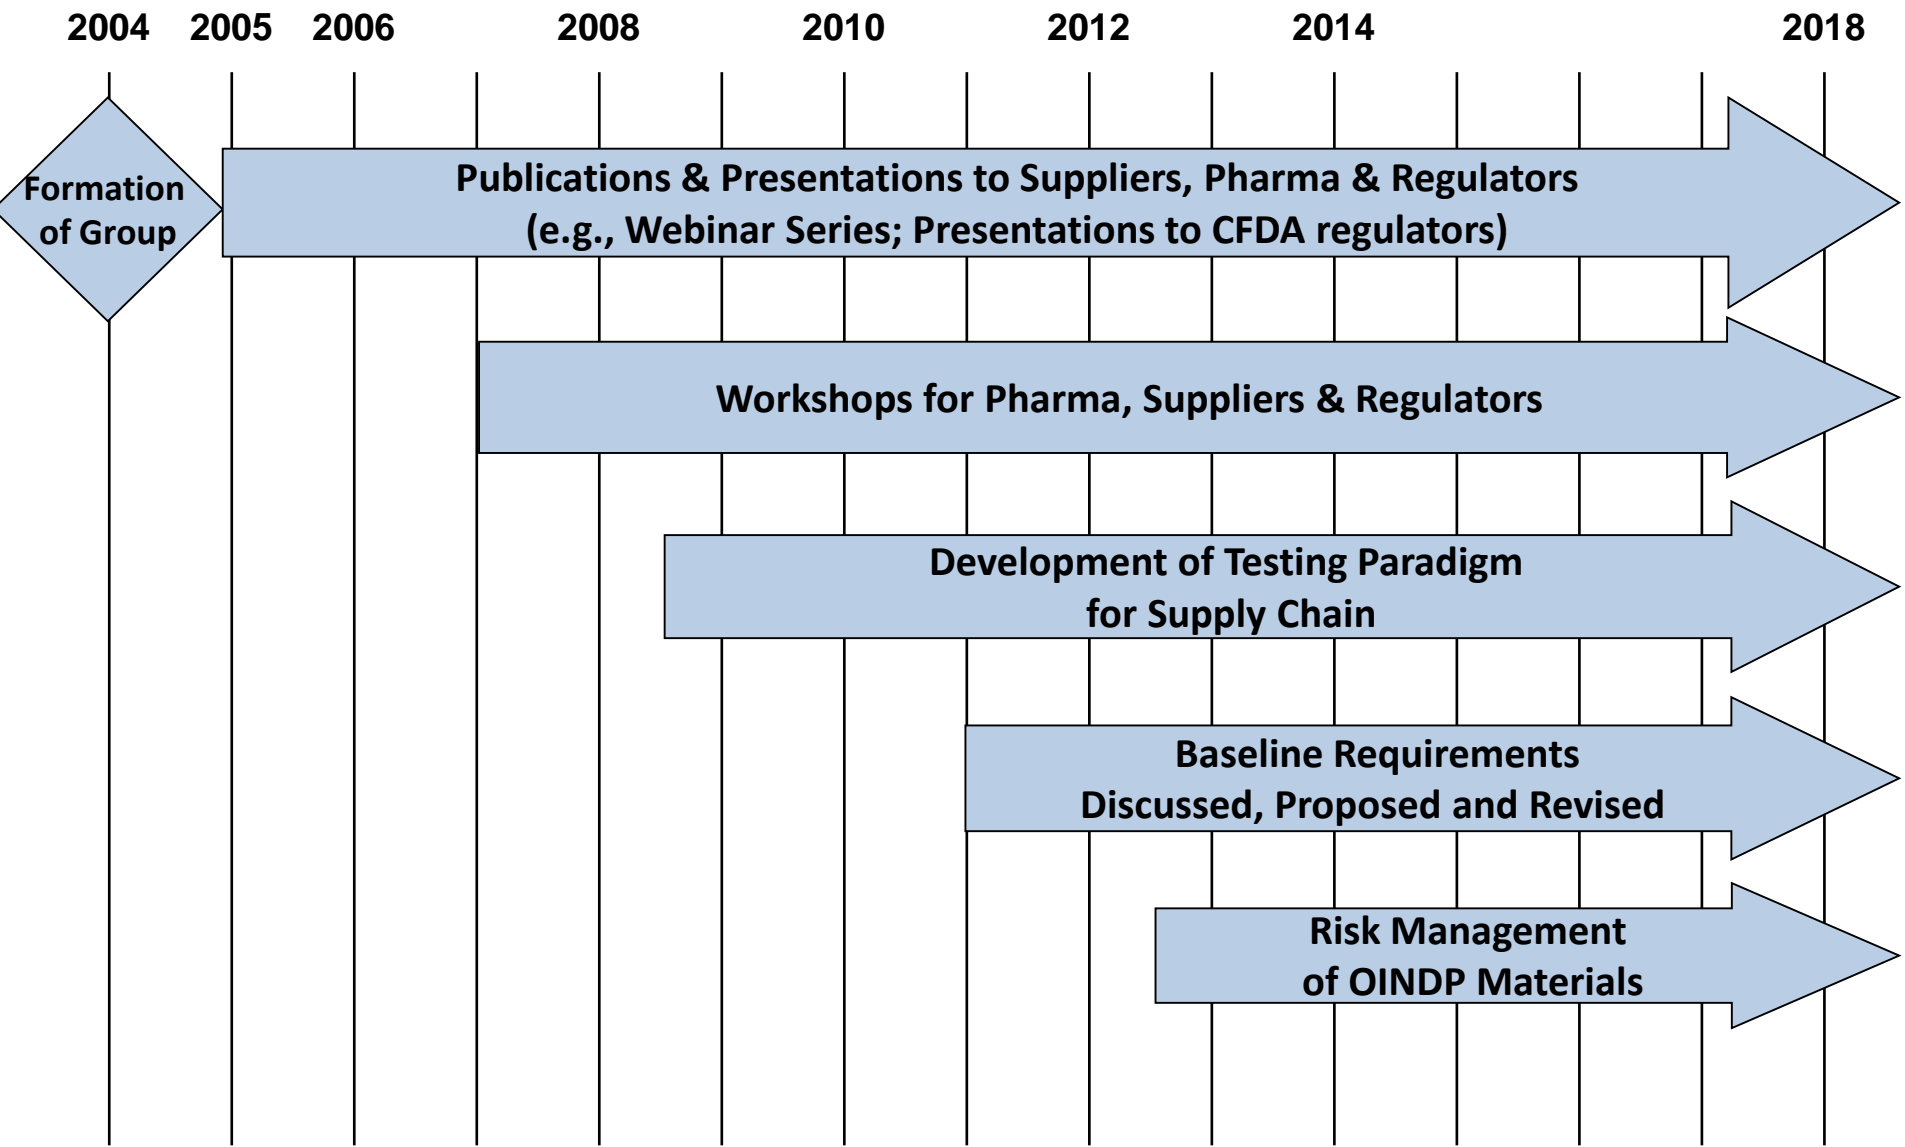 2004 2005 2006 2008 2010 2012 2014 2018
Formation
of Group
Publications & Presentations to Suppliers, Pharma & Regulators
(e.g., Webinar Series; Presentations to CFDA regulators)
Workshops for Pharma, Suppliers & Regulators
Development of Testing Paradigm
for Supply Chain
Baseline Requirements
Discussed, Proposed and Revised
Risk Management
of OINDP Materials